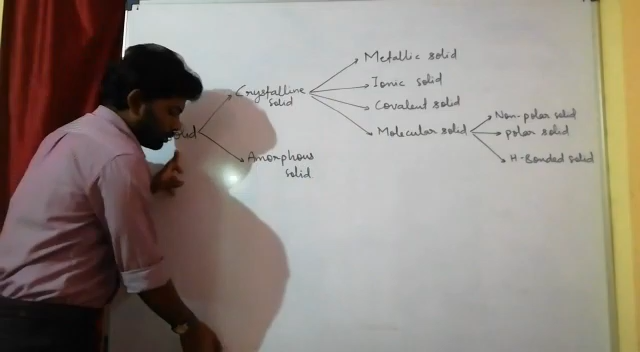 Solid
Crystalline
solid
Amorphous
solid
Metallic solid
Ionic solid
Covalent solid
Molecular solid
Non-polar solid
polar solid
H-Bonded solid